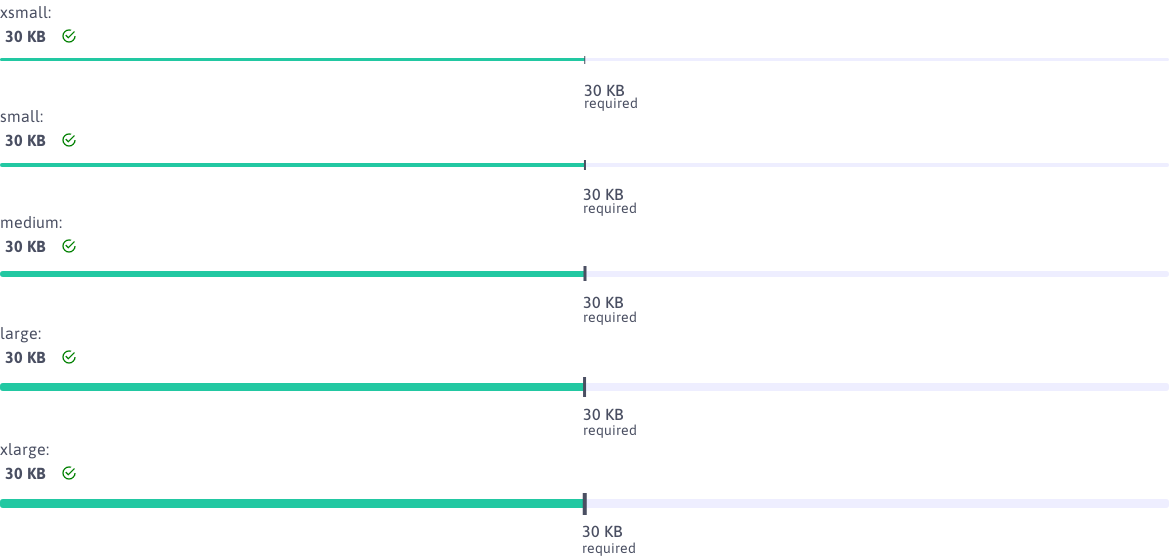 xsmall:
30 KB
30 KB
required
small:
30 KB
30 KB
required
medium:
30 KB
30 KB
required
large:
30 KB
30 KB
required
xlarge:
30 KB
30 KB
required